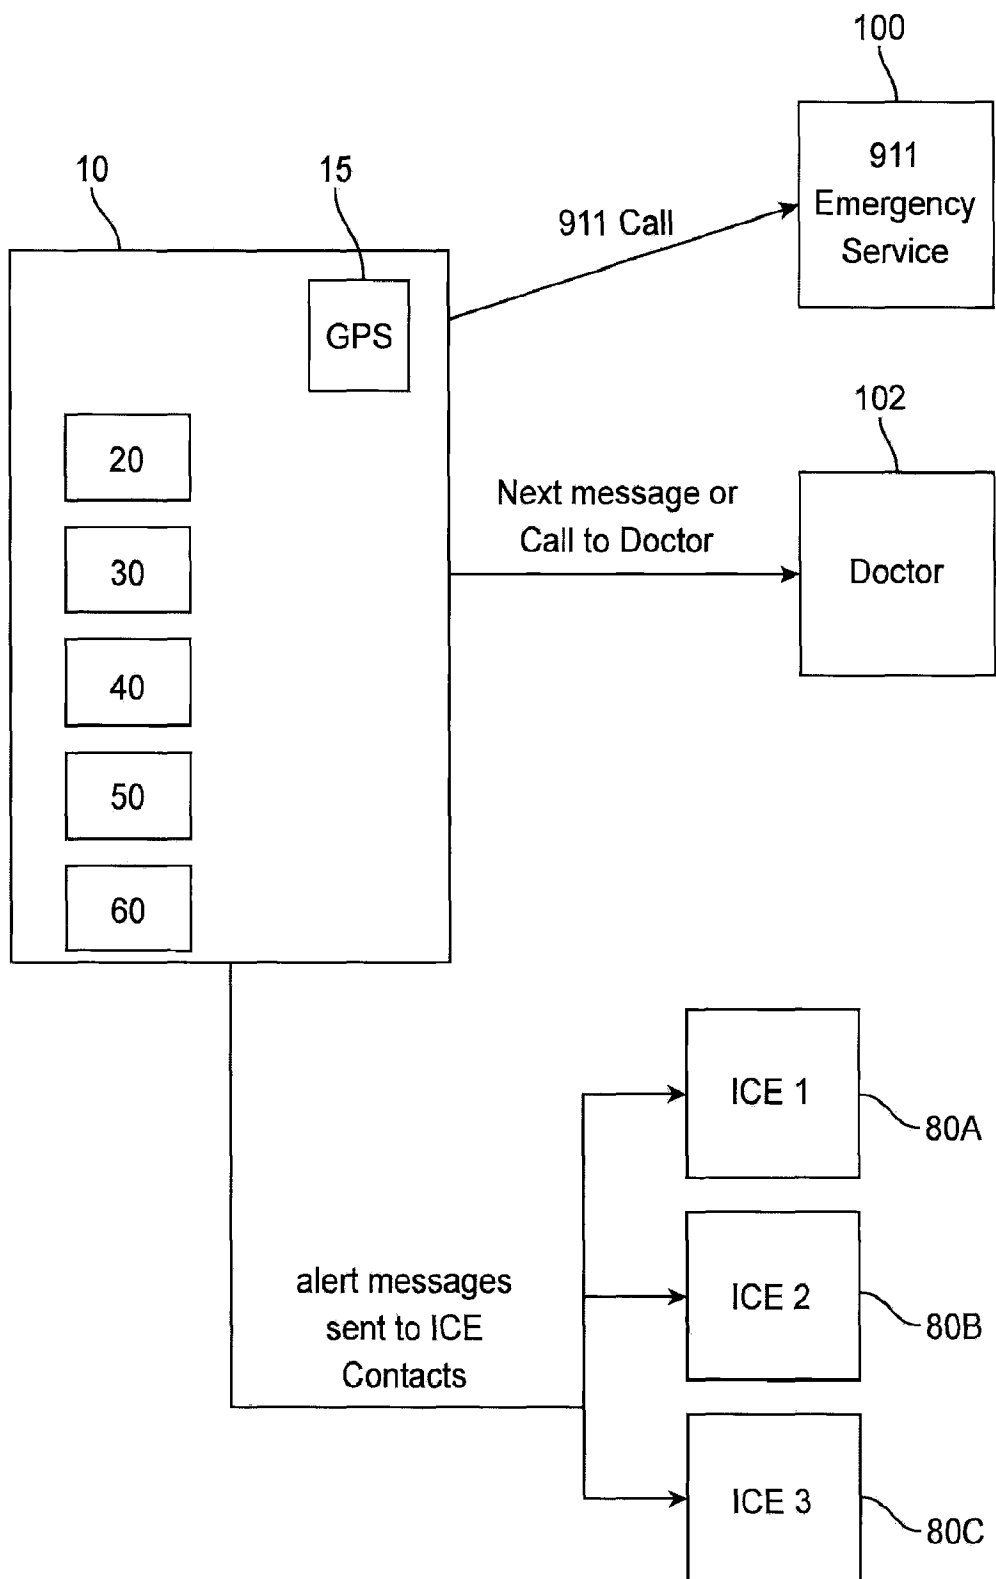 100
911
Emergency
Service
10
15
911 Call
GPS
102
20
Next message or
Call to Doctor
Doctor
30
40
50
60
ICE 1
80A
alert messages
sent to ICE
Contacts
ICE 2
80B
ICE 3
80C